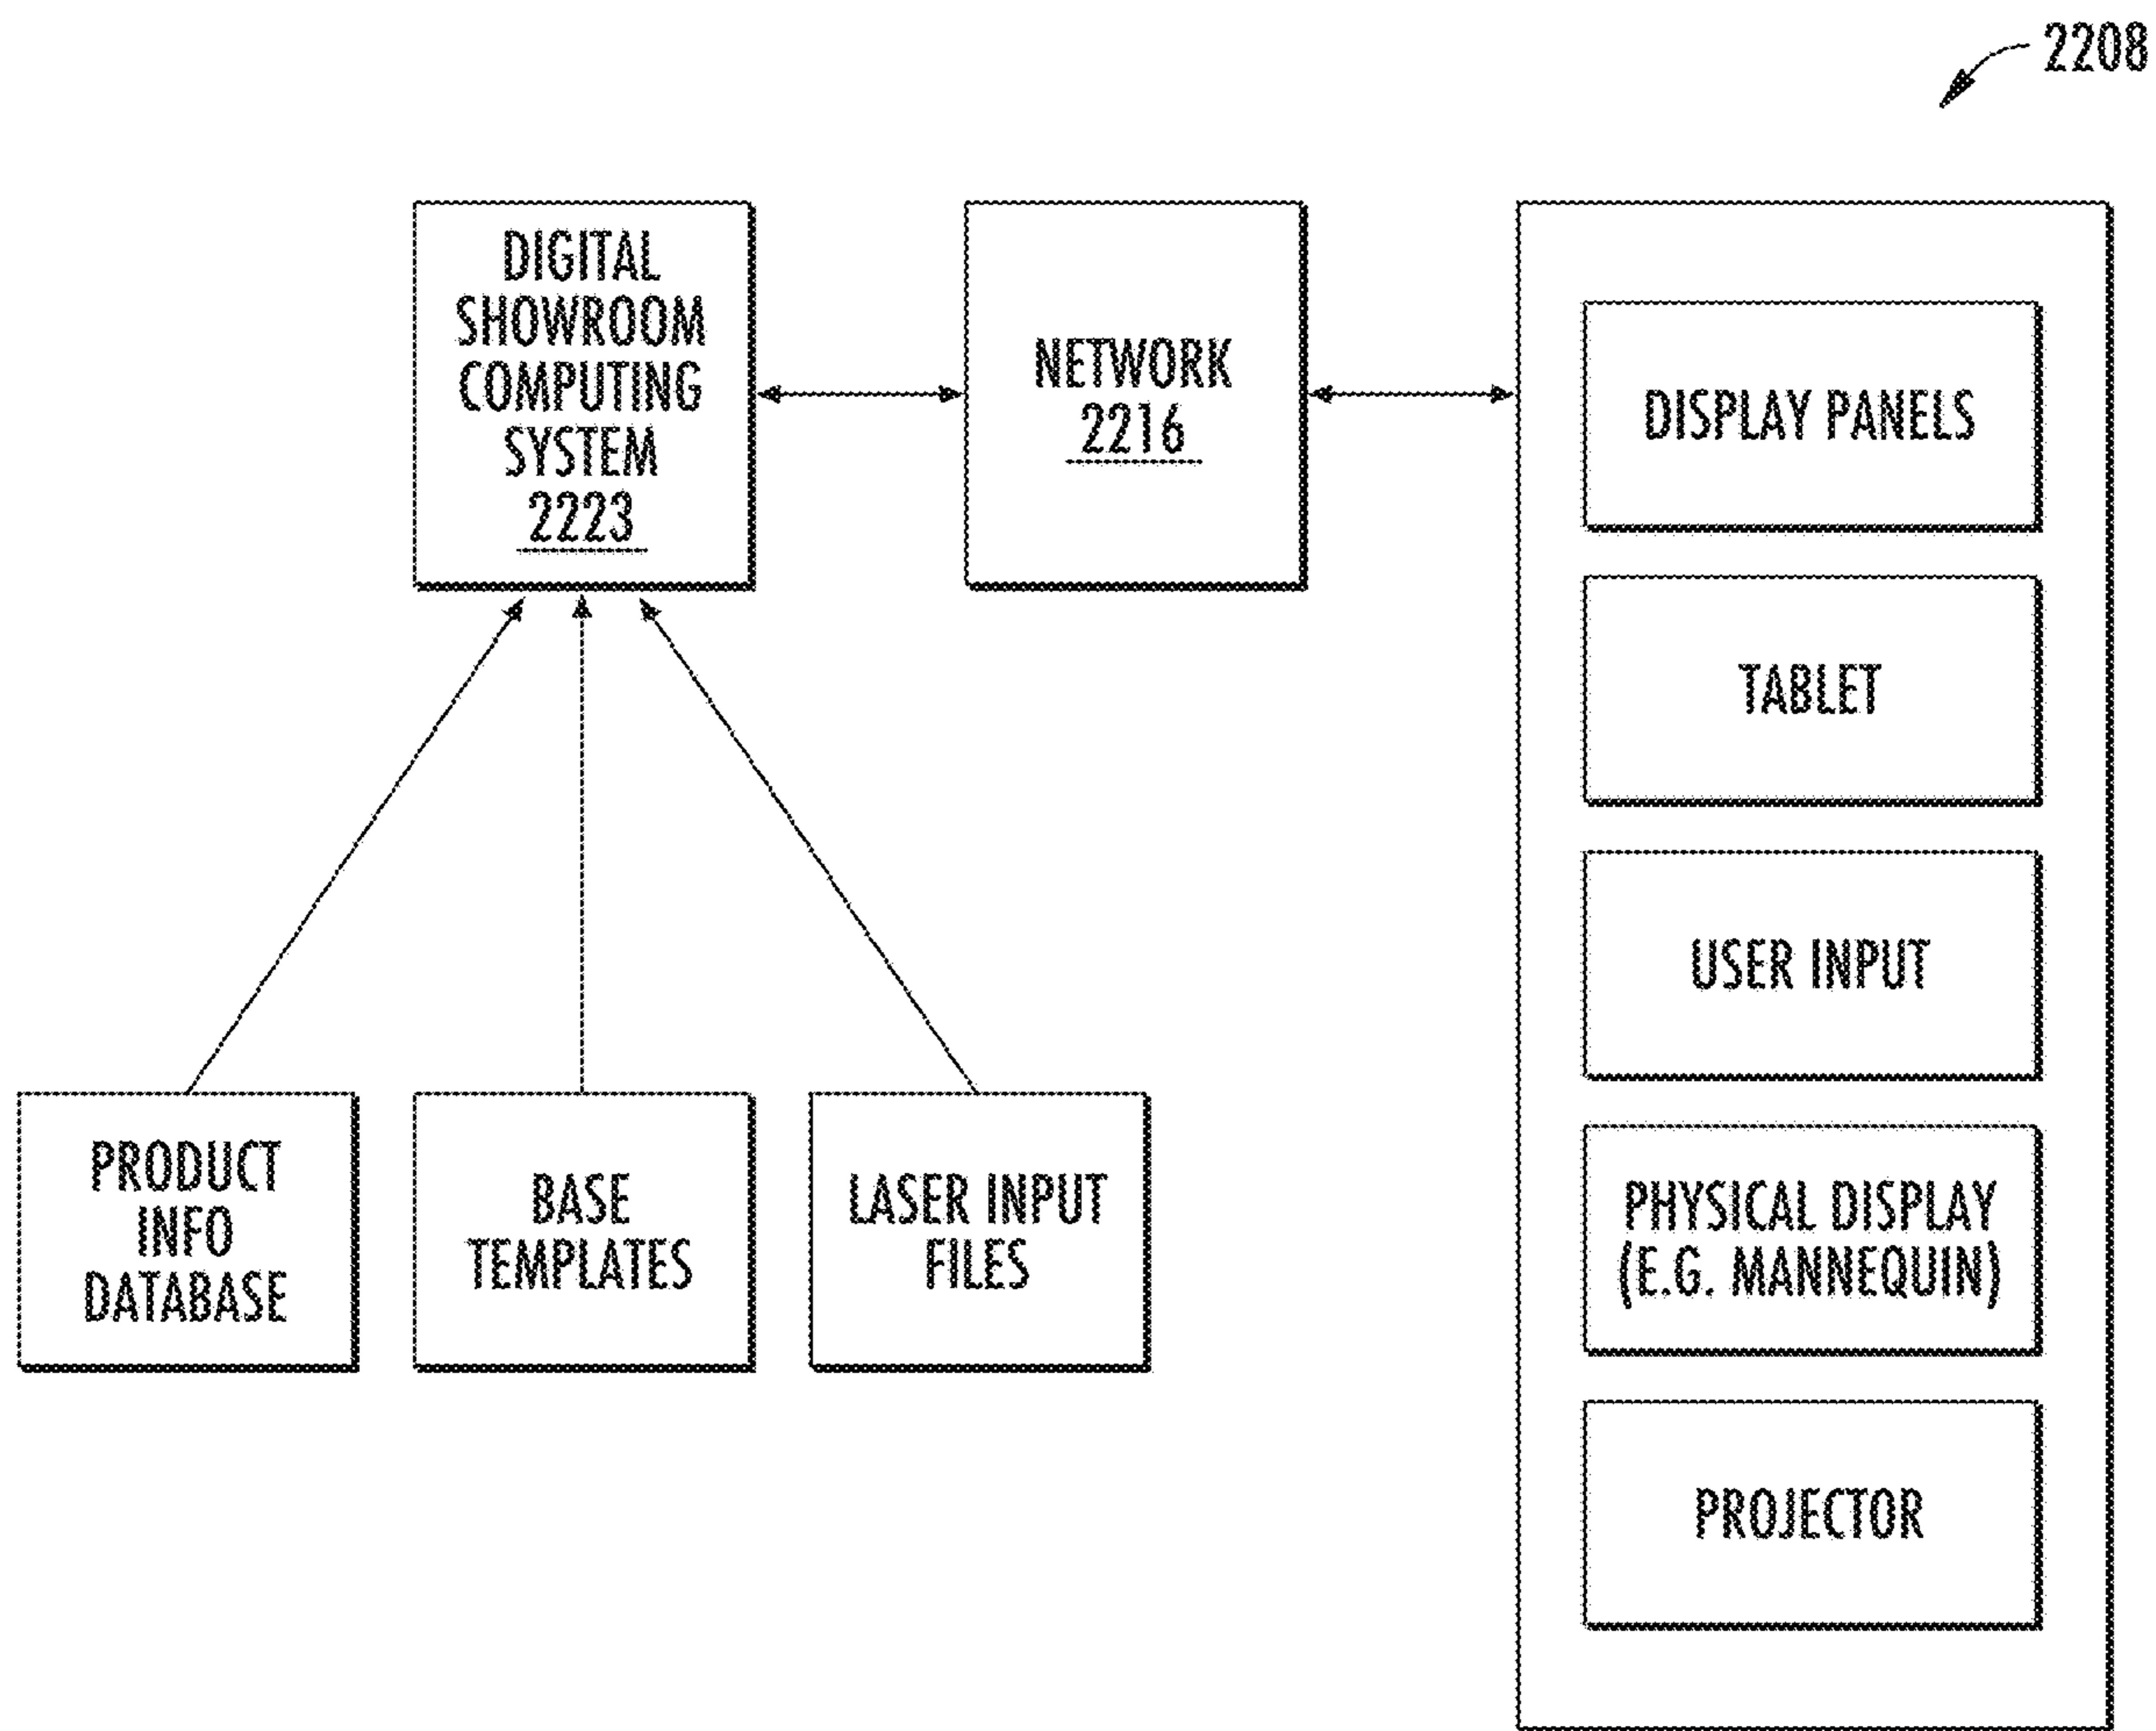 2208
DIGITAL
SHOWROOM
COMPUTING
SYSTEM
2223
NETWORK
2216
DISPLAY PANELS
TABLET
USER INPUT
PHYSICAL DISPLAY
(E.G. MANNEQUIN)
PROJECTOR
PRODUCT
INFO
DATABASE
BASE
TEMPLATES
LASER INPUT
FILES